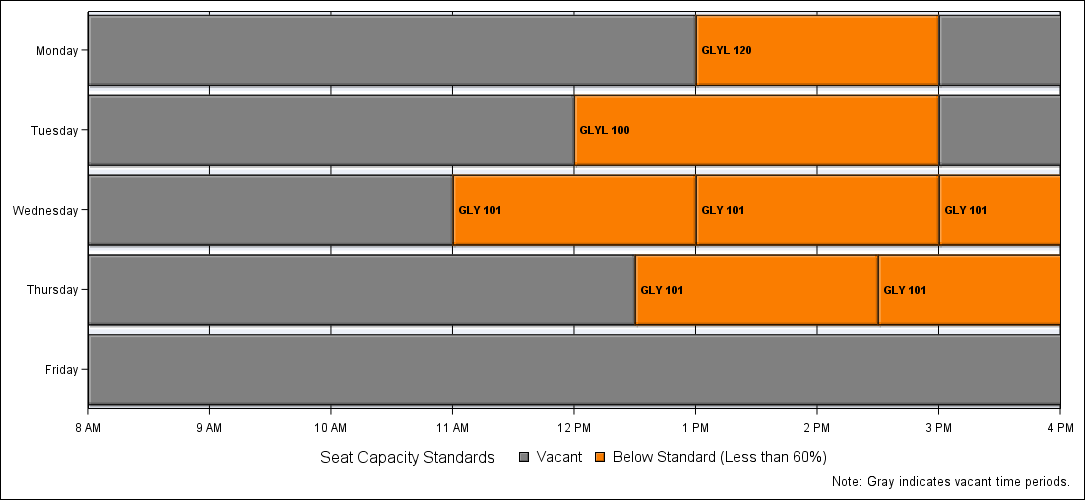 Monday
GLYL 120
Tuesday
GLYL 100
Wednesday
GLY 101 GLY 101 GLY 101
Thursday
GLY 101 GLY 101
Friday
8 AM 9 AM 10 AM 11 AM 12 PM 1 PM 2 PM 3 PM 4 PM
Seat Capacity Standards Vacant Below Standard (Less than 60%)
Note: Gray indicates vacant time periods.